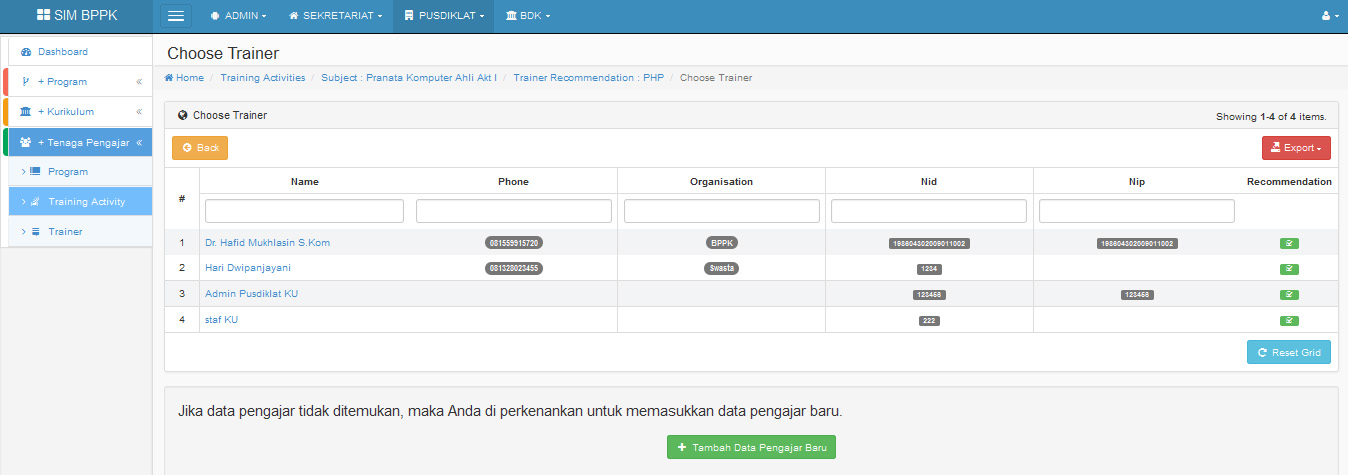 SIM BPPK
ADMIN
SEKRETARIAT
PUSDIKLAT
BDK
Dashboard
+ Program «
+ Kurikulum «
+ Tenaga Pengajar «
> Program
> Training Activity
> Trainer
Choose Trainer
Home / Training Activities / Subject : Pranata Komputer Ahli Akt I / Trainer Recommendation : PHP / Choose Trainer
Choose Trainer
Showing 1-4 of 4 items.
Back
Export
# Name Phone Organisation Nid Nip Recommendation
1 Dr. Hafid Mukhlasin S.Kom 081559915720 BPPK 198604302009011002 198604302009011002
2 Hari Dwipanjayani 081328023455 Swasta 1234
3 Admin Pusdiklat KU 123456 123456
4 staf KU 222
Reset Grid
Jika data pengajar tidak ditemukan, maka Anda di perkenankan untuk memasukkan data pengajar baru.
+ Tambah Data Pengajar Baru